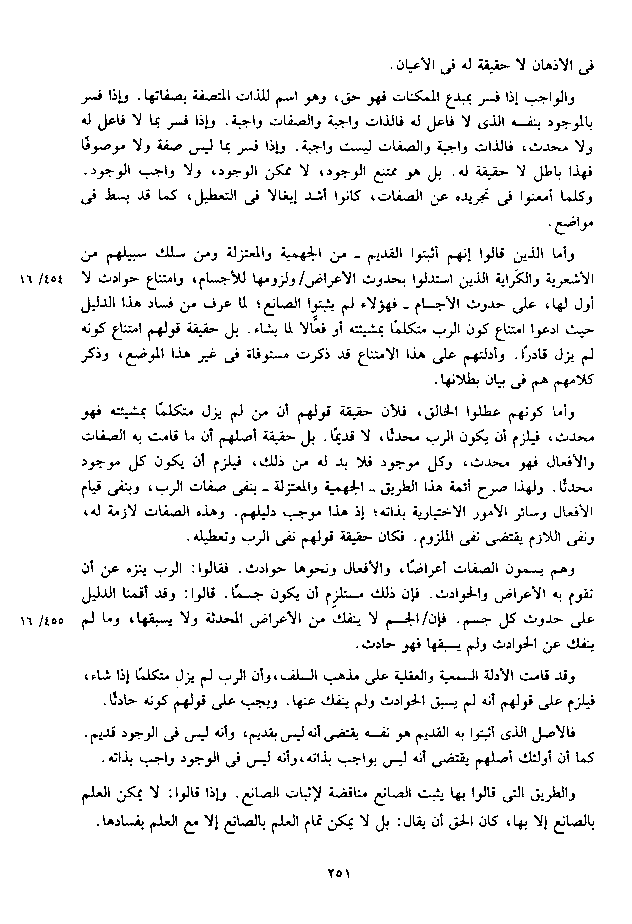 فى الأذهان لا حقيقة له فى الأعيان.
والواجب إذا فسر بمبدع الممكنات فهو حق، وهو اسم للذات المتصفة بصفاتها. وإذا فسر
بالموجود بنفسه الذى لا فاعل له فالذات واجبة والصفات واجبة. وإذا فسر بما لا فاعل له
ولا محدث، فالذات واجبة والصفات ليست واجبة. وإذا فسر بما ليس صفة ولا موصوفًا
فهذا باطل لا حقيقة له. بل هو ممتنع الوجود، لا ممكن الوجود، ولا واجب الوجود.
وكلما أمعنوا فى تجريده عن الصفات، كانوا أشد إيغالا فى التعطيل، كما قد بسط فى
مواضع.
وأما الذين قالوا إنهم أثبتوا القديم ـ من الجهمية والمعتزلة ومن سلك سبيلهم من
الأشعرية والكَرامية الذين استدلوا بحدوث الأعراض/ولزومها للأجسام، وامتناع حوادث لا ١٦/٤٥٤
أول لها، على حدوث الأجسام ـ فهؤلاء لم يثبتوا الصانع؛ لما عرف من فساد هذا الدليل
حيث ادعوا امتناع كون الرب متكلمًا بمشيئته أو فعالا لما يشاء. بل حقيقة قولهم امتناع كونه
لم يزل قادرًا. وأدلتهم على هذا الامتناع قد ذكرت مستوفاة فى غير هذا الموضع، وذكر
كلامهم هم فى بيان بطلانها.
وأما كونهم عطلوا الخالق، فلأن حقيقة قولهم أن من لم يزل متكلمًا بمشيئته فهو
محدث، فيلزم أن يكون الرب محدثًا، لا قديمًا. بل حقيقة أصلهم أن ما قامت به الصفات
والأفعال فهو محدث، وكل موجود فلا بد له من ذلك، فيلزم أن يكون كل موجود
محدثًا. ولهذا صرح أئمة هذا الطريق ـ الجهمية والمعتزلة ـ بنفى صفات الرب، وبنفى قيام
الأفعال وسائر الأمور الاختيارية بذاته؛ إذ هذا موجب دليلهم. وهذه الصفات لازمة له،
ونفى اللازم يقتضى نفى الملزوم. فكان حقيقة قولهم نفى الرب وتعطيله.
وهم يسمون الصفات أعراضًا، والأفعال ونحوها حوادث. فقالوا: الرب ينزه عن أن
تقوم به الأعراض والحوادث. فإن ذلك مستلزم أن يكون جسمًا. قالوا: وقد أقمنا الدليل
على حدوث كل جسم. فإن/الجسم لا ينفك من الأعراض المحدثة ولا يسبقها، وما لم ١٦/٤٥٥
ينفك عن الحوادث ولم يسبقها فهو حادث.
وقد قامت الأدلة السمعية والعقلية على مذهب السلف، وأن الرب لم يزل متكلمًا إذا شاء،
فيلزم على قولهم أنه لم يسبق الحوادث ولم ينفك عنها. ويجب على قولهم كونه حادثًا.
فالأصل الذى أثبتوا به القديم هو نفسه يقتضى أنه ليس بقديم، وأنه ليس فى الوجود قديم.
كما أن أولئك أصلهم يقتضى أنه ليس بواجب بذاته، وأنه ليس فى الوجود واجب بذاته.
والطريق التى قالوا بها يثبت الصانع مناقضة لإثبات الصانع. وإذا قالوا: لا يمكن العلم
بالصانع إلا بها، كان الحق أن يقال: بل لا يمكن تمام العلم بالصانع إلا مع العلم بفسادها.
٢٥١